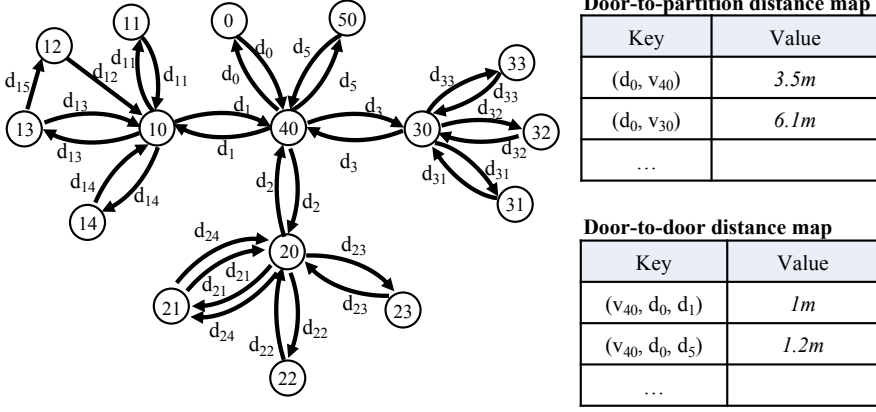 11
0
50
12
d₀
d₅
d₁₁
d₁₂
d₀
d₅
d₁₁
d₁₅
33
d₃₃
d₃₃
d₁₃
d₁
d₃
d₃₂
13
10
40
30
32
d₁₃
d₁
d₃
d₃₂
d₃₁
d₃₁
d₁₄
d₁₄
14
31
d₂
d₂
d₂₄
20
d₂₃
d₂₁
d₂₁
21
23
d₂₃
d₂₄
d₂₂
d₂₂
22
Door-to-partition distance map
Key Value
(d₀, v₄₀) 3.5m
(d₀, v₃₀) 6.1m
…
Door-to-door distance map
Key Value
(v₄₀, d₀, d₁) 1m
(v₄₀, d₀, d₅) 1.2m
…